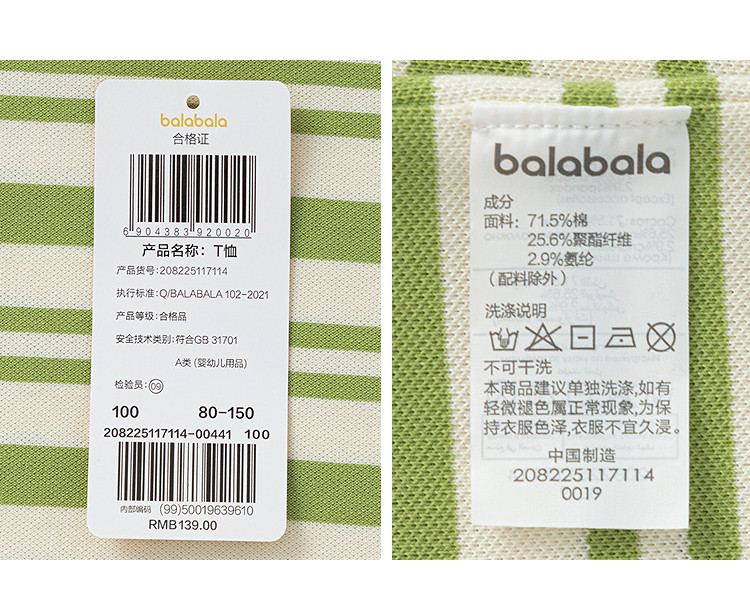 balabala
合格证
6 904383 920020
产品名称：T恤
产品货号：208225117114
执行标准：Q/BALABALA 102-2021
产品等级：合格品
安全技术类别：符合GB 31701
A类 (婴幼儿用品)
检验员：09
100 80-150
208225117114-00441 100
内部编码 (99)50019639610
RMB139.00
balabala
成分
面料：71.5%棉
25.6%聚酯纤维
2.9%氨纶
（配料除外）
洗涤说明
不可干洗
本商品建议单独洗涤,如有
轻微褪色属正常现象,为保
持衣服色泽,衣服不宜久浸。
中国制造
208225117114
0019